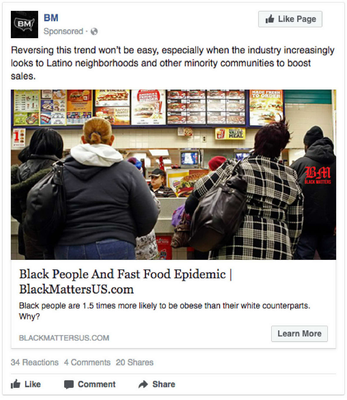 BM
BM
Sponsored ·
Like Page
Reversing this trend won't be easy, especially when the industry increasingly
looks to Latino neighborhoods and other minority communities to boost
sales.
BM
BLACK MATTERS
Black People And Fast Food Epidemic |
BlackMattersUS.com
Black people are 1.5 times more likely to be obese than their white counterparts.
Why?
BLACKMATTERSUS.COM
Learn More
34 Reactions 4 Comments 20 Shares
Like Comment Share